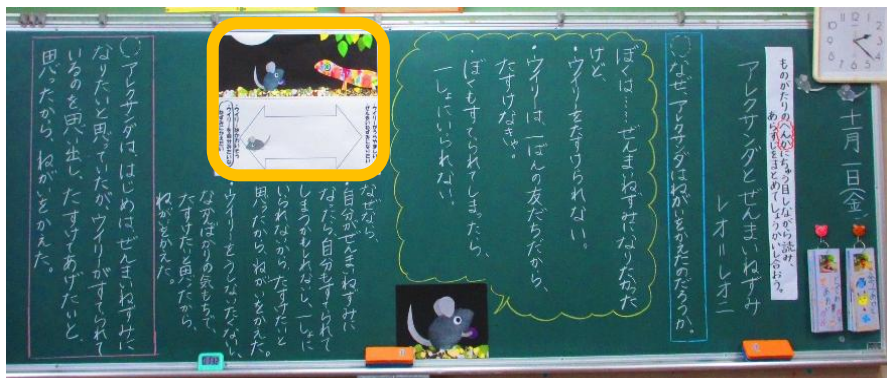 十一月一日(金)
ものがたりのへんかにちゅう目しながら読み、
あらすじをまとめてしょうかいし合おう。
アレクサンダとぜんまいねずみ
レオ=レオニ
なぜ、アレクサンダはねがいをかえたのだろうか。
ぼくは……ぜんまいねずみに、なりたかった
けど、
・ウイリーをたすけられない。
・ウイリーは、一ばんの友だちだから、
たすけなきゃ。
・ぼくもすてられてしまったら、
一しょにいられない。
なぜなら、
・自分がぜんまいねずみに
なったら、自分もすてられて
しまうかもしれないし、一しょに
いられないから、たすけたいと
思ったから、ねがいをかえた。
・ウイリーをうしないたくない、
なかばかりの気もちで、
たすけたいと思ったから、
ねがいをかえた。
アレクサンダは、はじめは、ぜんまいねずみに
なりたいと思っていたが、ウイリーがすてられて
いるのを思い出し、たすけてあげたいと、
思ったから、ねがいをかえた。